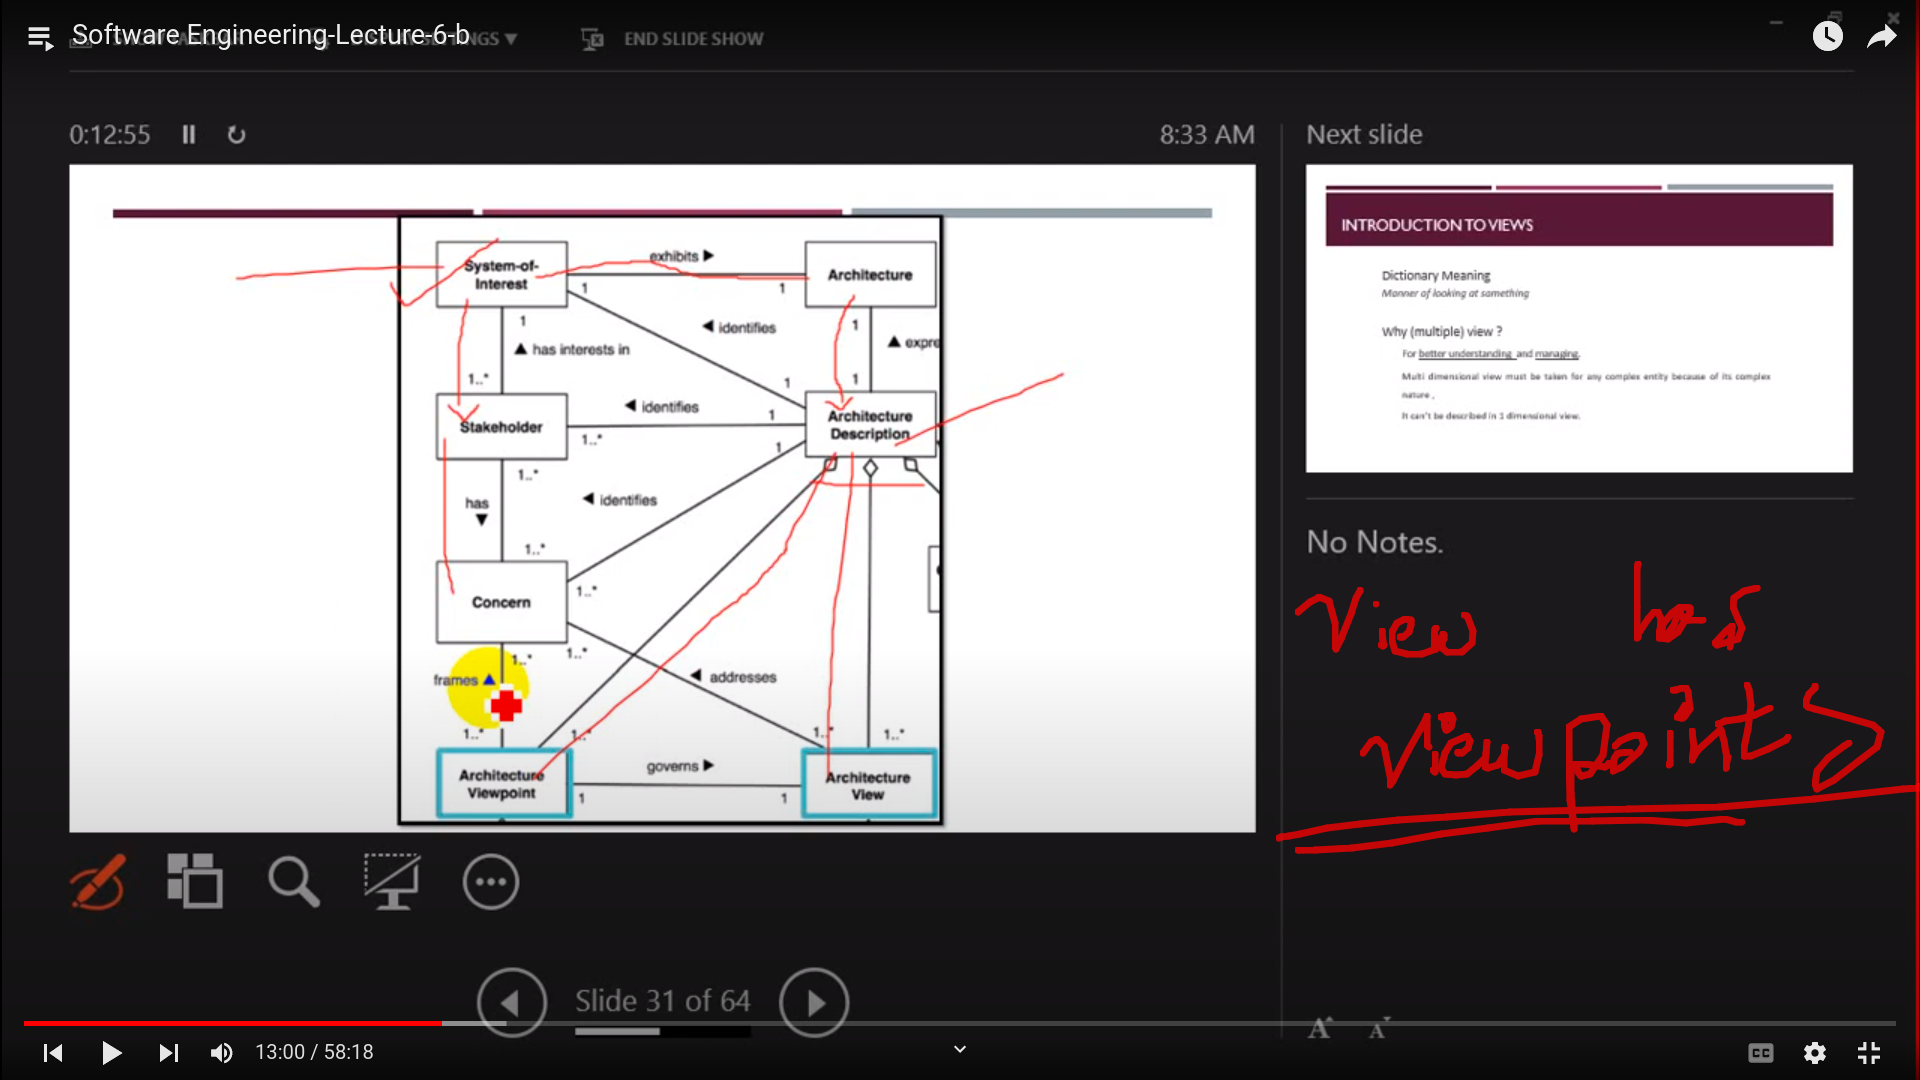 Software Engineering-Lecture-6-b
END SLIDE SHOW
0:12:55
8:33 AM
Next slide
System-of-
Interest
exhibits ▶
Architecture
1
1
◀ identifies
1
▲ has interests in
1
▲ expre
1..*
1
1
Stakeholder
◀ identifies
1
1..*
Architecture
Description
1
1..*
has
▼
◀ identifies
1..*
1..*
Concern
1..*
1..*
frames ▲
◀ addresses
1..*
1..*
1..*
1..*
Architecture
Viewpoint
governs ▶
1
1
Architecture
View
INTRODUCTION TO VIEWS
Dictionary Meaning
Manner of looking at something
Why (multiple) view ?
For better understanding and managing.
Multi dimensional view must be taken for any complex entity because of its complex
nature ,
It can't be described in 1 dimensional view.
No Notes.
View has
Viewpoint
Slide 31 of 64
A A
13:00 / 58:18
CC